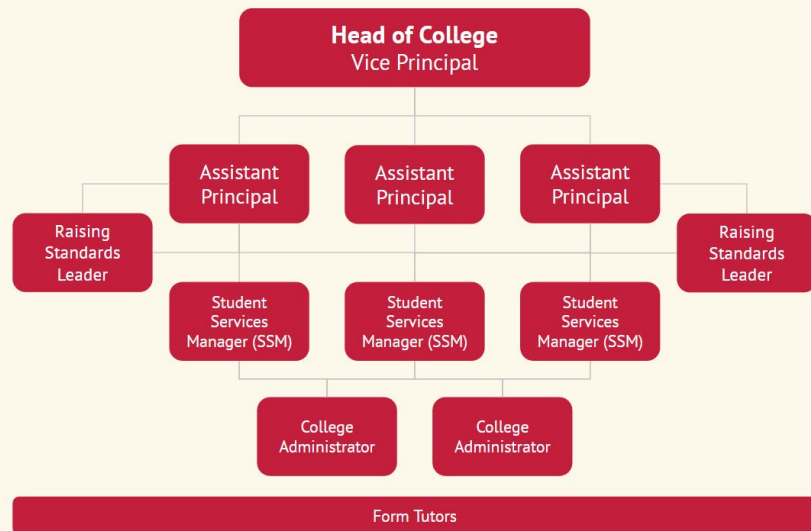 Head of College
Vice Principal
Assistant
Principal
Assistant
Principal
Assistant
Principal
Raising
Standards
Leader
Raising
Standards
Leader
Student
Services
Manager (SSM)
Student
Services
Manager (SSM)
Student
Services
Manager (SSM)
College
Administrator
College
Administrator
Form Tutors